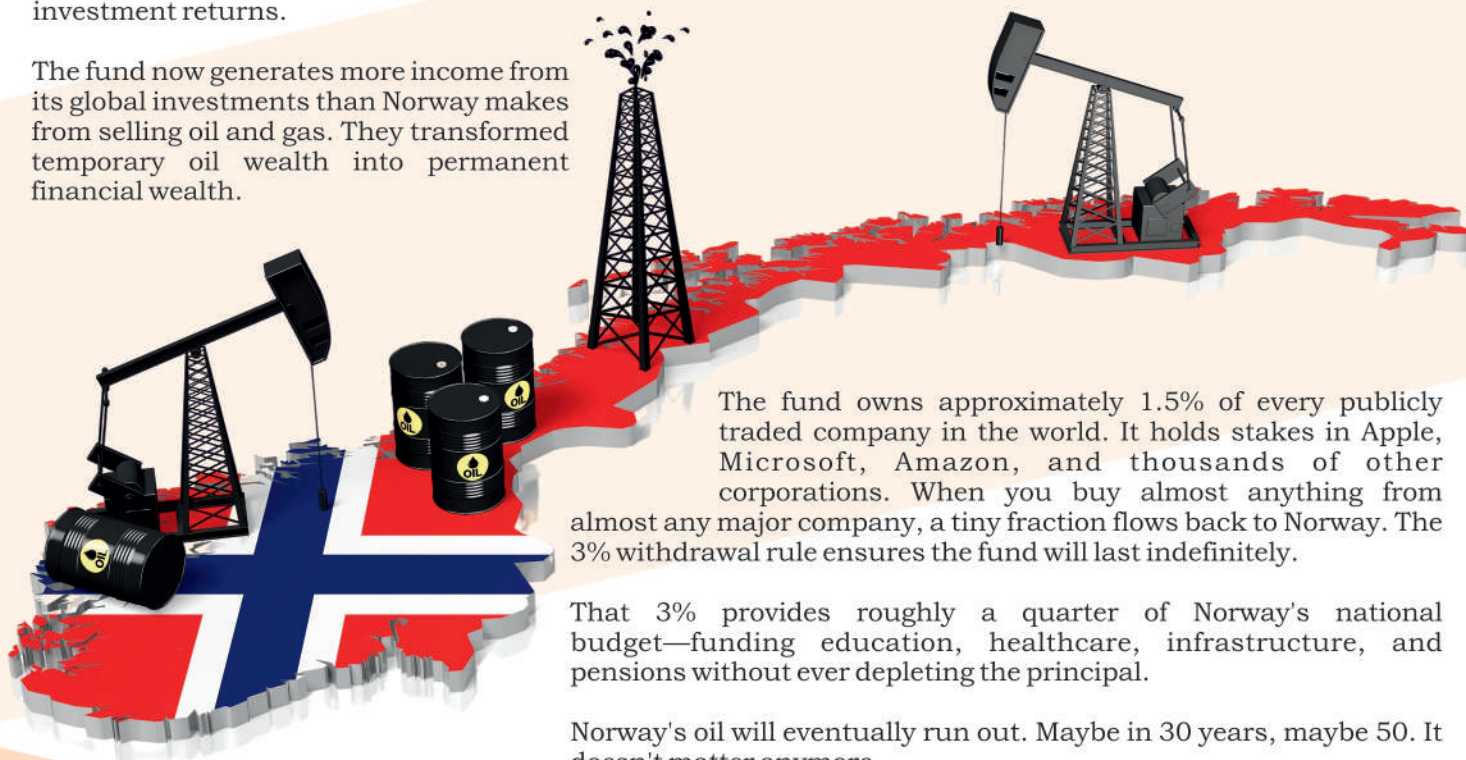 investment returns.
The fund now generates more income from
its global investments than Norway makes
from selling oil and gas. They transformed
temporary oil wealth into permanent
financial wealth.
OIL
OIL
OIL
OIL
The fund owns approximately 1.5% of every publicly
traded company in the world. It holds stakes in Apple,
Microsoft, Amazon, and thousands of other
corporations. When you buy almost anything from
almost any major company, a tiny fraction flows back to Norway. The
3% withdrawal rule ensures the fund will last indefinitely.
That 3% provides roughly a quarter of Norway's national
budget—funding education, healthcare, infrastructure, and
pensions without ever depleting the principal.
Norway's oil will eventually run out. Maybe in 30 years, maybe 50. It
doesn't matter anymore.